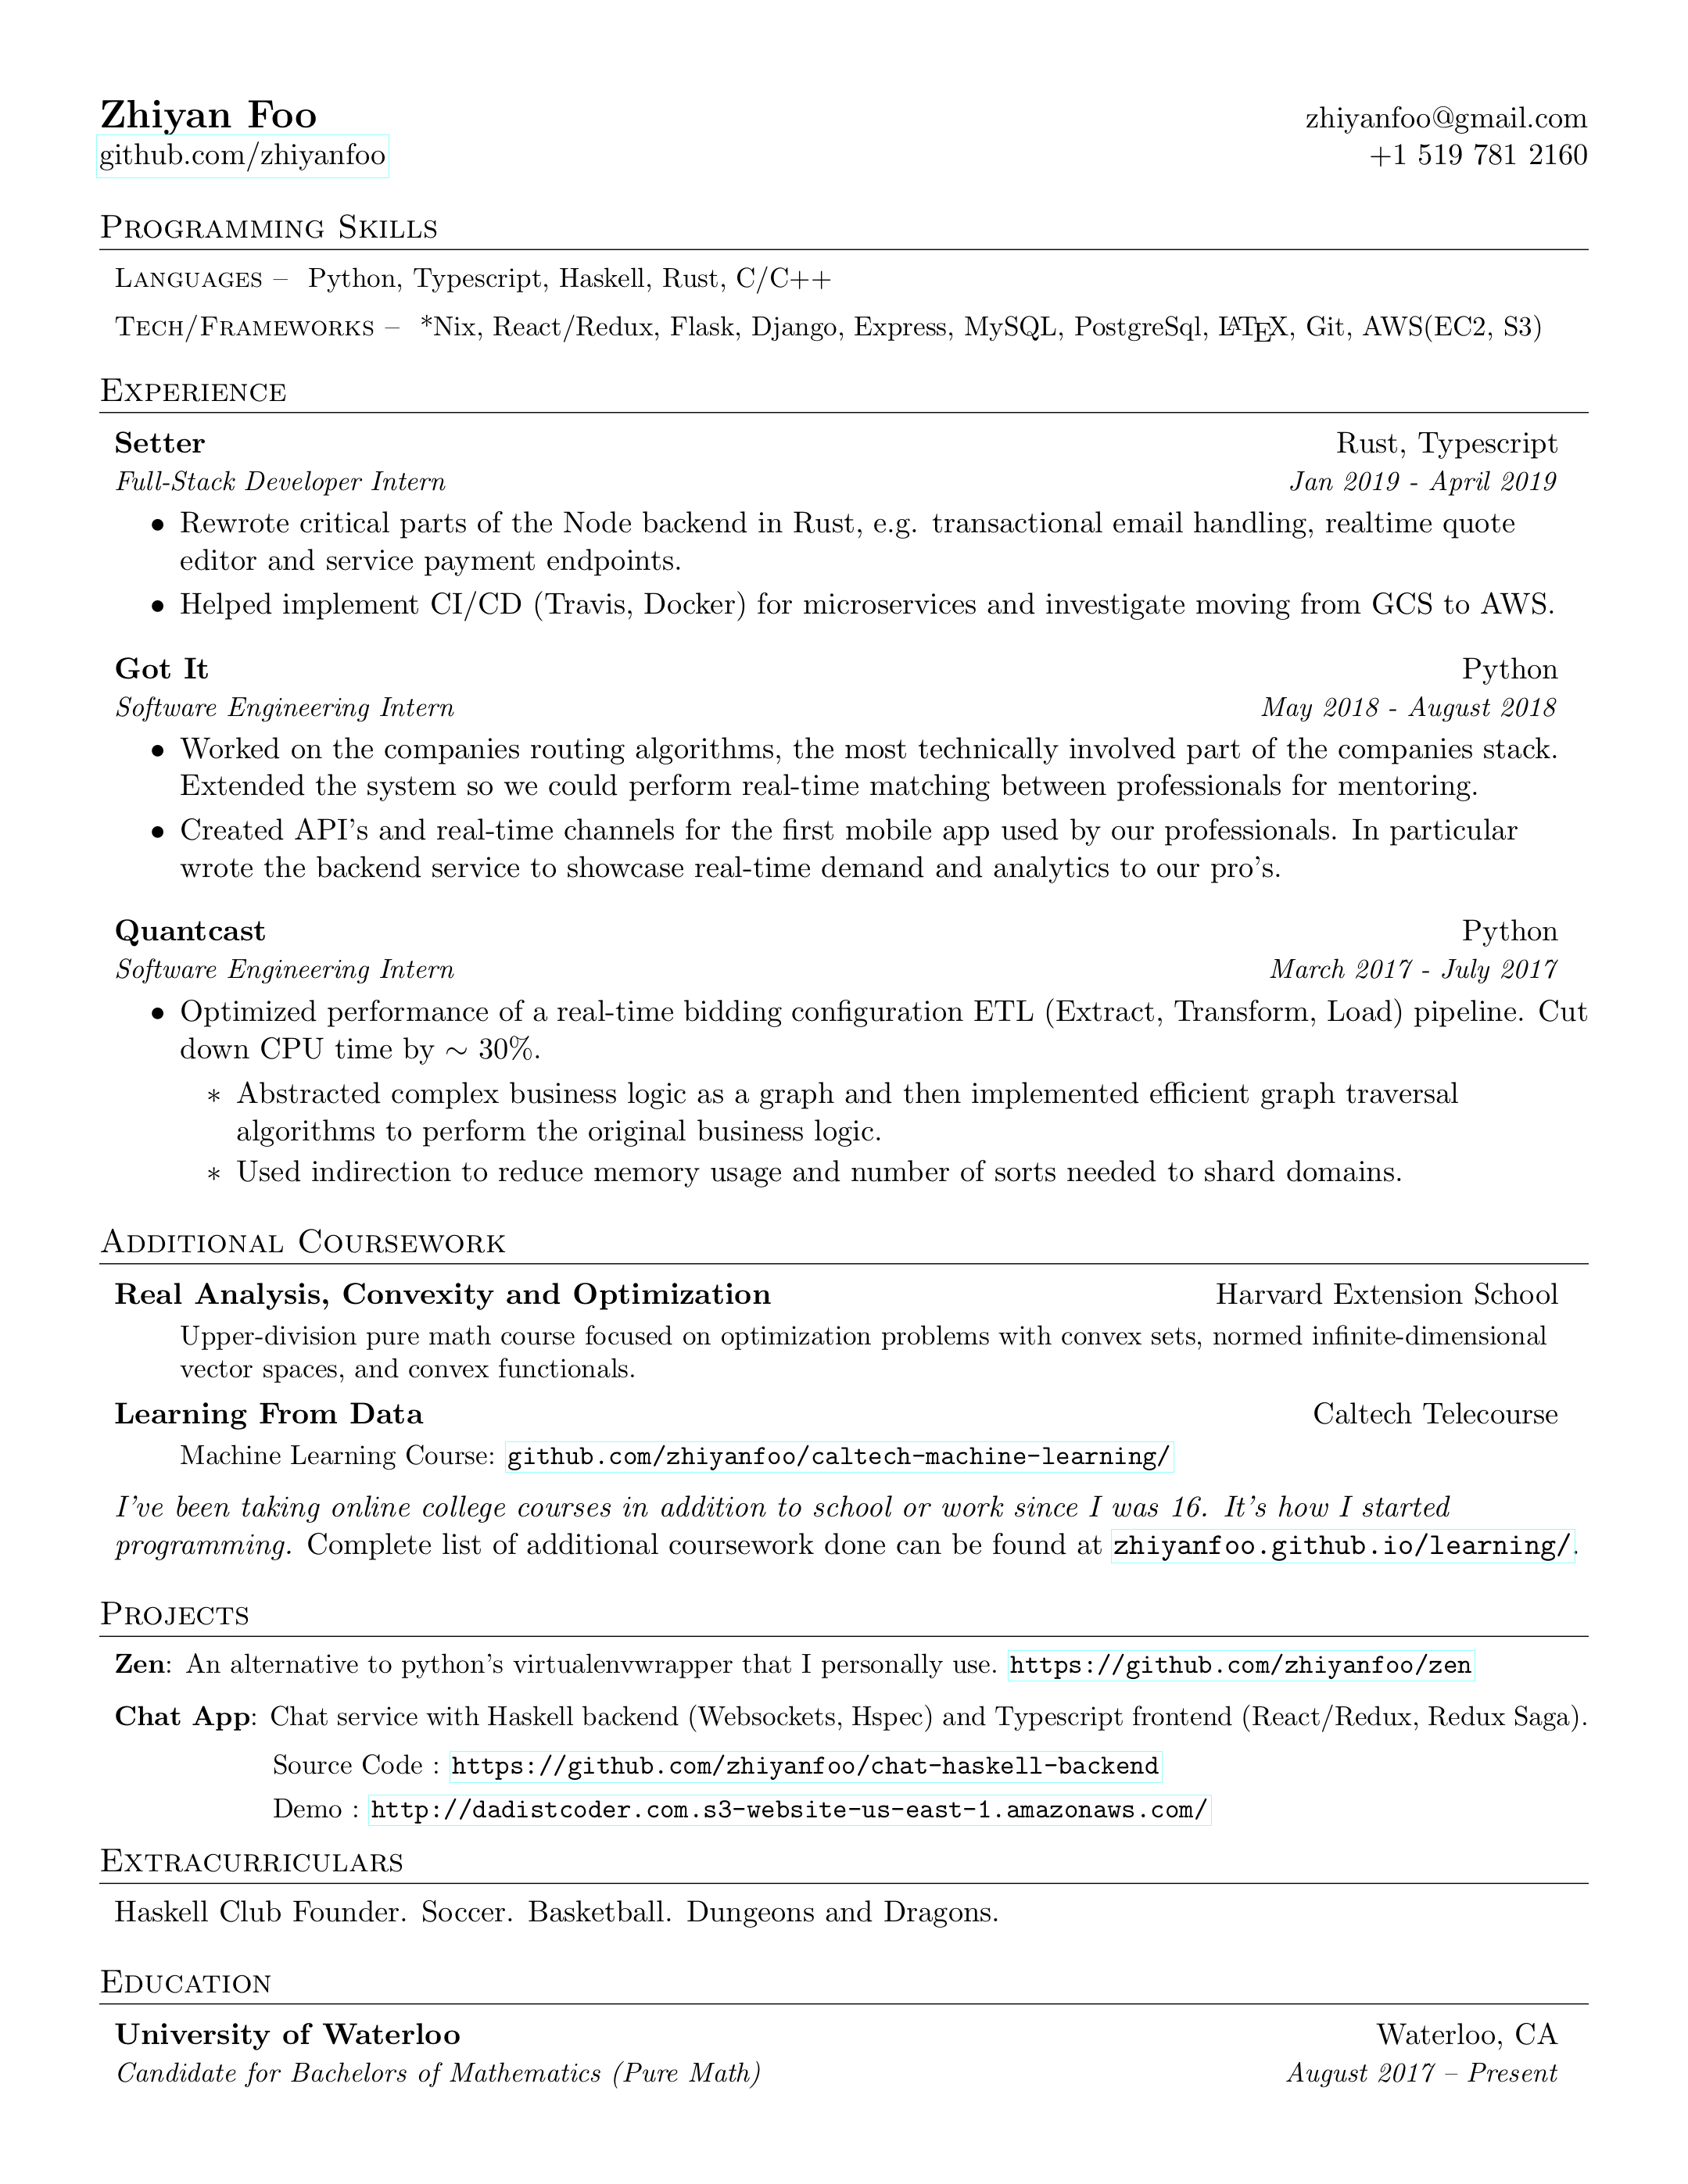 Zhiyan Foo
zhiyanfoo@gmail.com
github.com/zhiyanfoo
+1 519 781 2160
Programming Skills
Languages – Python, Typescript, Haskell, Rust, C/C++
Tech/Frameworks – *Nix, React/Redux, Flask, Django, Express, MySQL, PostgreSql, LATEX, Git, AWS(EC2, S3)
Experience
Setter Rust, Typescript
Full-Stack Developer Intern Jan 2019 - April 2019
• Rewrote critical parts of the Node backend in Rust, e.g. transactional email handling, realtime quote
editor and service payment endpoints.
• Helped implement CI/CD (Travis, Docker) for microservices and investigate moving from GCS to AWS.
Got It Python
Software Engineering Intern May 2018 - August 2018
• Worked on the companies routing algorithms, the most technically involved part of the companies stack.
Extended the system so we could perform real-time matching between professionals for mentoring.
• Created API's and real-time channels for the first mobile app used by our professionals. In particular
wrote the backend service to showcase real-time demand and analytics to our pro's.
Quantcast Python
Software Engineering Intern March 2017 - July 2017
• Optimized performance of a real-time bidding configuration ETL (Extract, Transform, Load) pipeline. Cut
down CPU time by ∼ 30%.
∗ Abstracted complex business logic as a graph and then implemented efficient graph traversal
algorithms to perform the original business logic.
∗ Used indirection to reduce memory usage and number of sorts needed to shard domains.
Additional Coursework
Real Analysis, Convexity and Optimization Harvard Extension School
Upper-division pure math course focused on optimization problems with convex sets, normed infinite-dimensional
vector spaces, and convex functionals.
Learning From Data Caltech Telecourse
Machine Learning Course: github.com/zhiyanfoo/caltech-machine-learning/
I've been taking online college courses in addition to school or work since I was 16. It's how I started
programming. Complete list of additional coursework done can be found at zhiyanfoo.github.io/learning/.
Projects
Zen: An alternative to python's virtualenvwrapper that I personally use. https://github.com/zhiyanfoo/zen
Chat App: Chat service with Haskell backend (Websockets, Hspec) and Typescript frontend (React/Redux, Redux Saga).
Source Code : https://github.com/zhiyanfoo/chat-haskell-backend
Demo : http://dadistcoder.com.s3-website-us-east-1.amazonaws.com/
Extracurriculars
Haskell Club Founder. Soccer. Basketball. Dungeons and Dragons.
Education
University of Waterloo Waterloo, CA
Candidate for Bachelors of Mathematics (Pure Math) August 2017 – Present